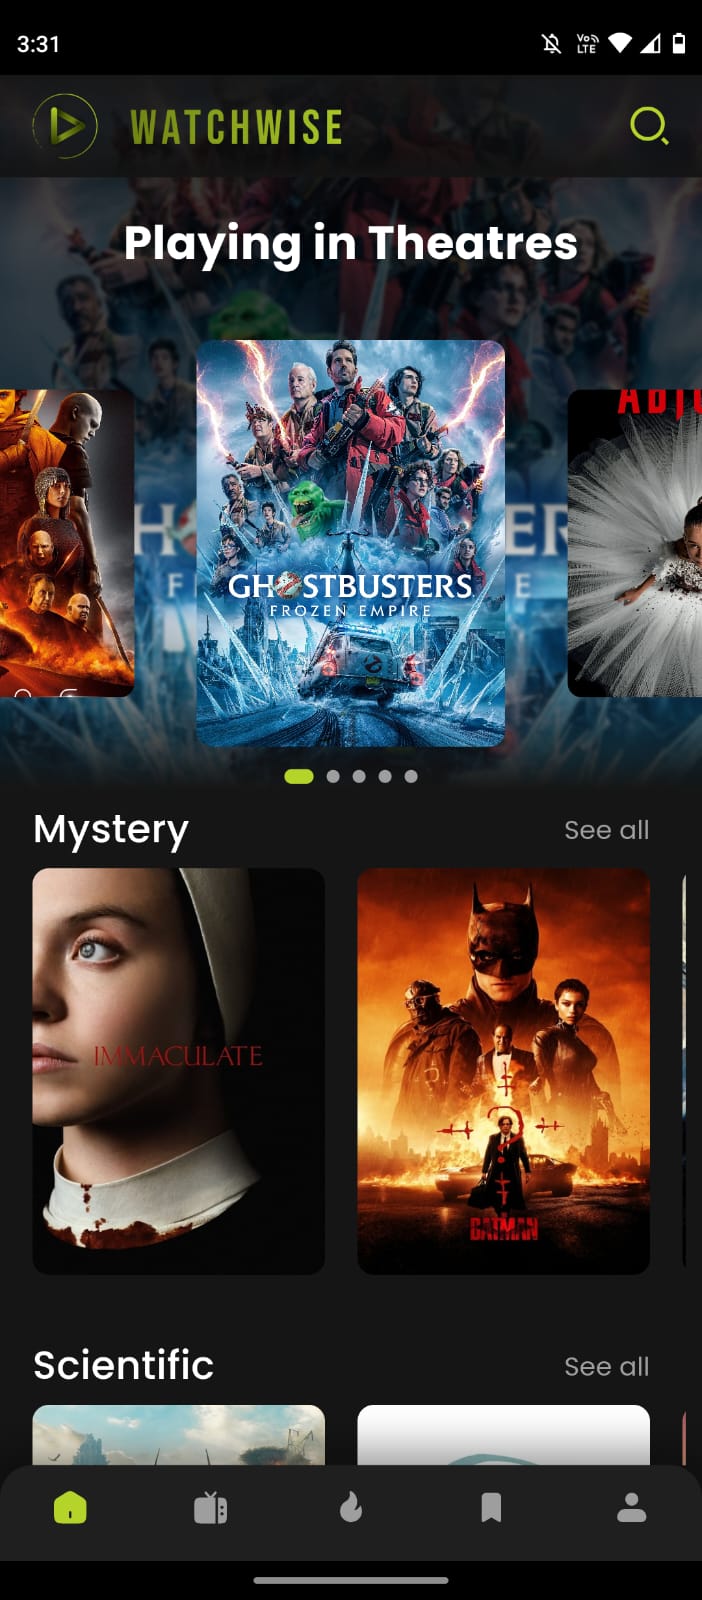 3:31
Vo
LTE
WATCHWISE
Playing in Theatres
GHOSTBUSTERS
FROZEN EMPIRE
Mystery
See all
IMMACULATE
BATMAN
Scientific
See all